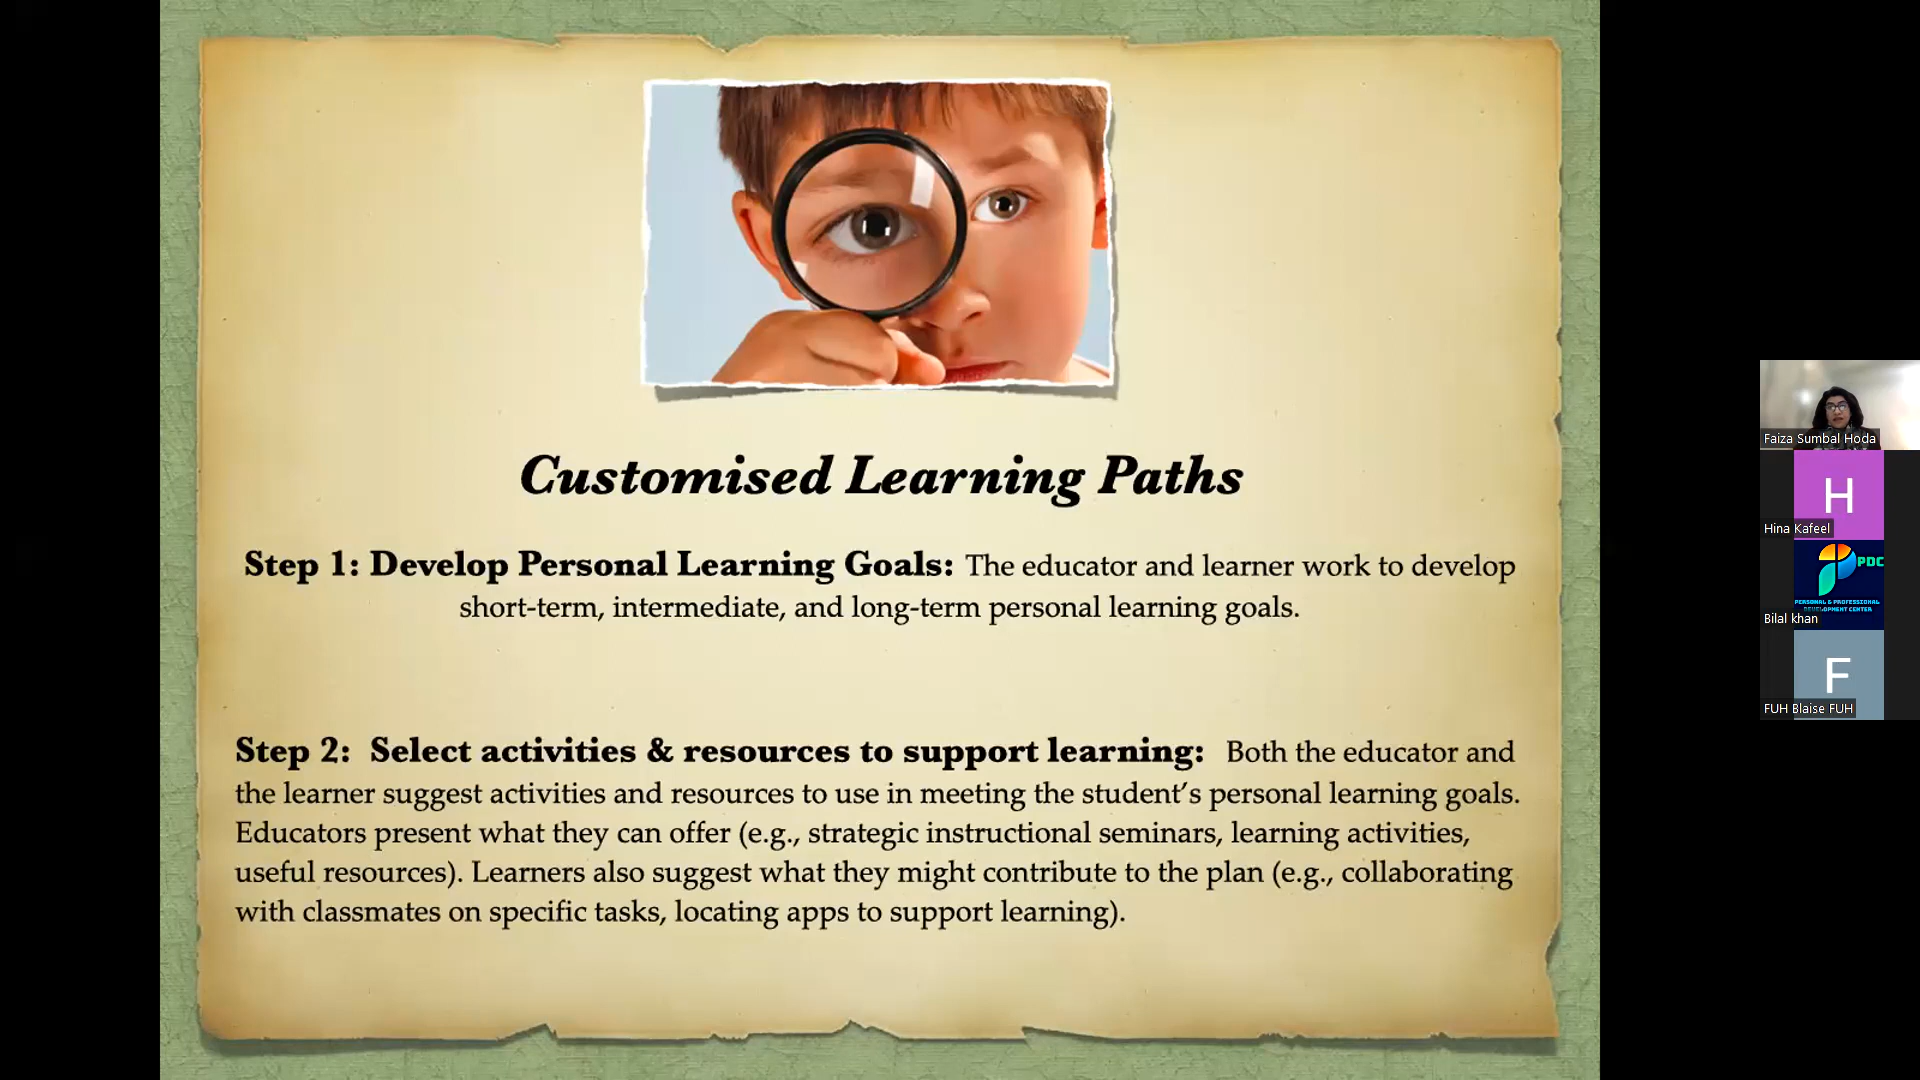 Customised Learning Paths
Step 1: Develop Personal Learning Goals: The educator and learner work to develop
short-term, intermediate, and long-term personal learning goals.
Step 2: Select activities & resources to support learning: Both the educator and
the learner suggest activities and resources to use in meeting the student’s personal learning goals.
Educators present what they can offer (e.g., strategic instructional seminars, learning activities,
useful resources). Learners also suggest what they might contribute to the plan (e.g., collaborating
with classmates on specific tasks, locating apps to support learning).
Faiza Sumbal Hoda
H
Hina Kafeel
PDC
PERSONAL & PROFESSIONAL
DEVELOPMENT CENTER
Bilal khan
F
FUH Blaise FUH